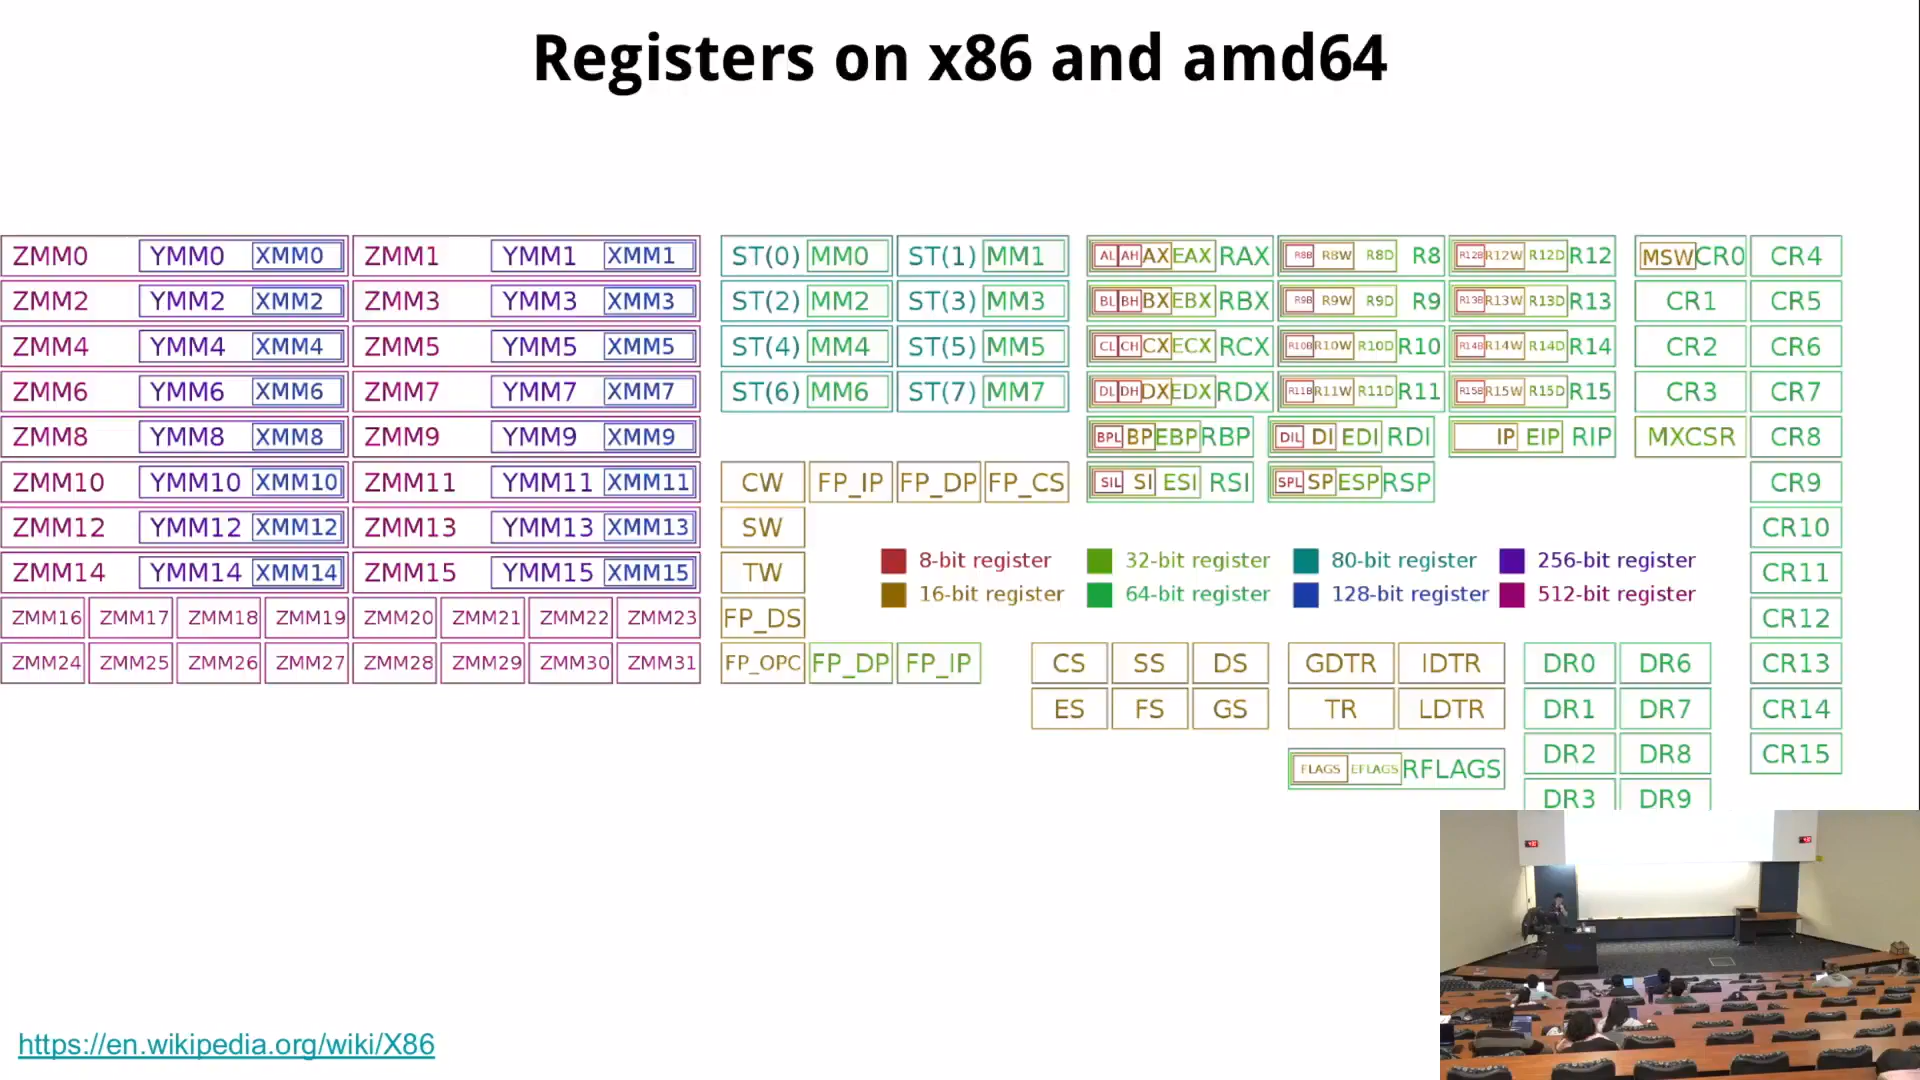 Registers on x86 and amd64
ZMM0 YMM0 XMM0 ZMM1 YMM1 XMM1 ST(0) MM0 ST(1) MM1 AL AH AX EAX RAX R8B R8W R8D R8 R12B R12W R12D R12 MSW CR0 CR4
ZMM2 YMM2 XMM2 ZMM3 YMM3 XMM3 ST(2) MM2 ST(3) MM3 BL BH BX EBX RBX R9B R9W R9D R9 R13B R13W R13D R13 CR1 CR5
ZMM4 YMM4 XMM4 ZMM5 YMM5 XMM5 ST(4) MM4 ST(5) MM5 CL CH CX ECX RCX R10B R10W R10D R10 R14B R14W R14D R14 CR2 CR6
ZMM6 YMM6 XMM6 ZMM7 YMM7 XMM7 ST(6) MM6 ST(7) MM7 DL DH DX EDX RDX R11B R11W R11D R11 R15B R15W R15D R15 CR3 CR7
ZMM8 YMM8 XMM8 ZMM9 YMM9 XMM9 BPL BP EBP RBP DIL DI EDI RDI IP EIP RIP MXCSR CR8
ZMM10 YMM10 XMM10 ZMM11 YMM11 XMM11 CW FP_IP FP_DP FP_CS SIL SI ESI RSI SPL SP ESP RSP CR9
ZMM12 YMM12 XMM12 ZMM13 YMM13 XMM13 SW CR10
ZMM14 YMM14 XMM14 ZMM15 YMM15 XMM15 TW 8-bit register 32-bit register 80-bit register 256-bit register CR11
16-bit register 64-bit register 128-bit register 512-bit register
ZMM16 ZMM17 ZMM18 ZMM19 ZMM20 ZMM21 ZMM22 ZMM23 FP_DS CR12
ZMM24 ZMM25 ZMM26 ZMM27 ZMM28 ZMM29 ZMM30 ZMM31 FP_OPC FP_DP FP_IP CS SS DS GDTR IDTR DR0 DR6 CR13
ES FS GS TR LDTR DR1 DR7 CR14
FLAGS EFLAGS RFLAGS DR2 DR8 CR15
DR3 DR9
https://en.wikipedia.org/wiki/X86